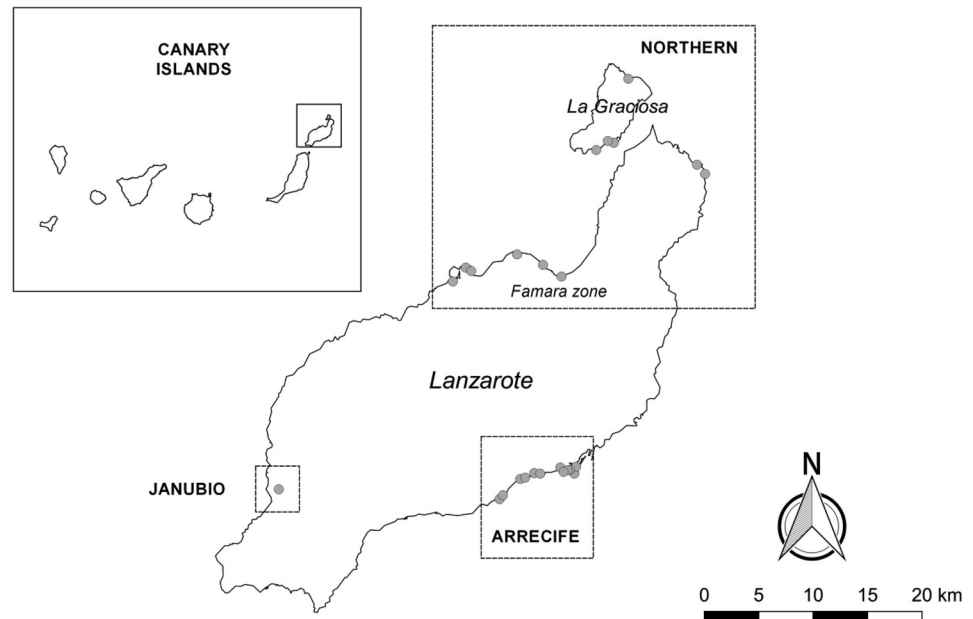 CANARY
ISLANDS
NORTHERN
La Graciosa
Famara zone
Lanzarote
JANUBIO
ARRECIFE
N
0 5 10 15 20 km